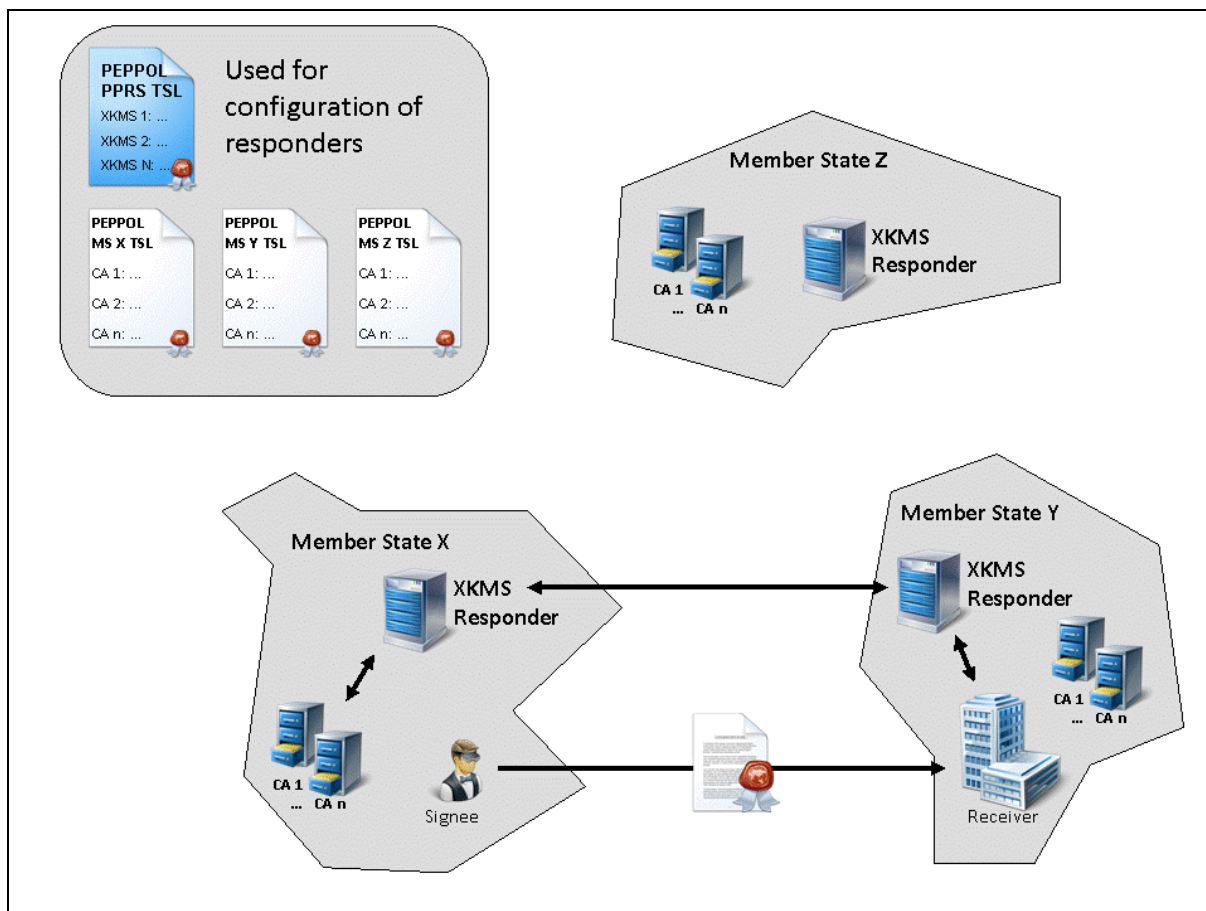 PEPPOL
PPRS TSL
XKMS 1: ...
XKMS 2: ...
XKMS N: ...
Used for
configuration of
responders
PEPPOL
MS X TSL
CA 1: ...
CA 2: ...
CA n: ...
PEPPOL
MS Y TSL
CA 1: ...
CA 2: ...
CA n: ...
PEPPOL
MS Z TSL
CA 1: ...
CA 2: ...
CA n: ...
Member State Z
XKMS
Responder
CA 1
... CA n
Member State X
XKMS
Responder
CA 1
... CA n
Signee
Member State Y
XKMS
Responder
CA 1
... CA n
Receiver